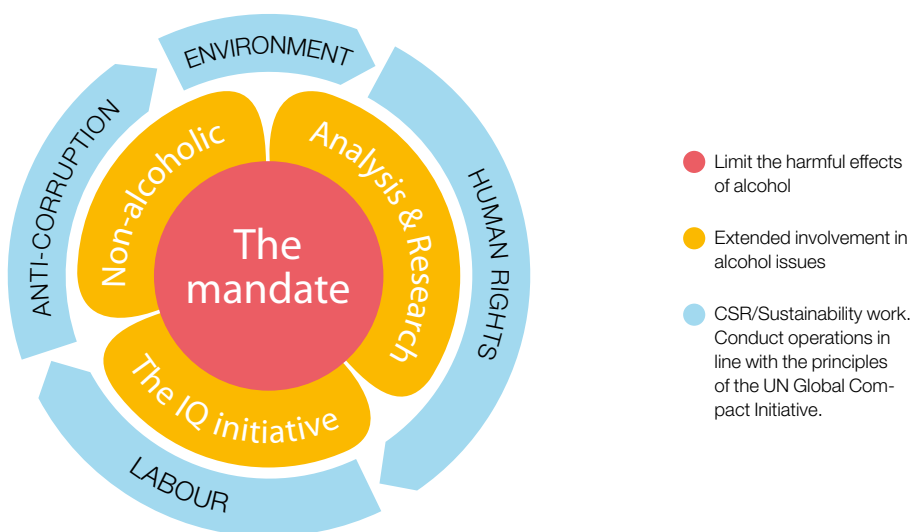 ENVIRONMENT
HUMAN RIGHTS
LABOUR
ANTI-CORRUPTION
Non-alcoholic
Analysis & Research
The IQ initiative
The
mandate
Limit the harmful effects
of alcohol
Extended involvement in
alcohol issues
CSR/Sustainability work.
Conduct operations in
line with the principles
of the UN Global Com-
pact Initiative.